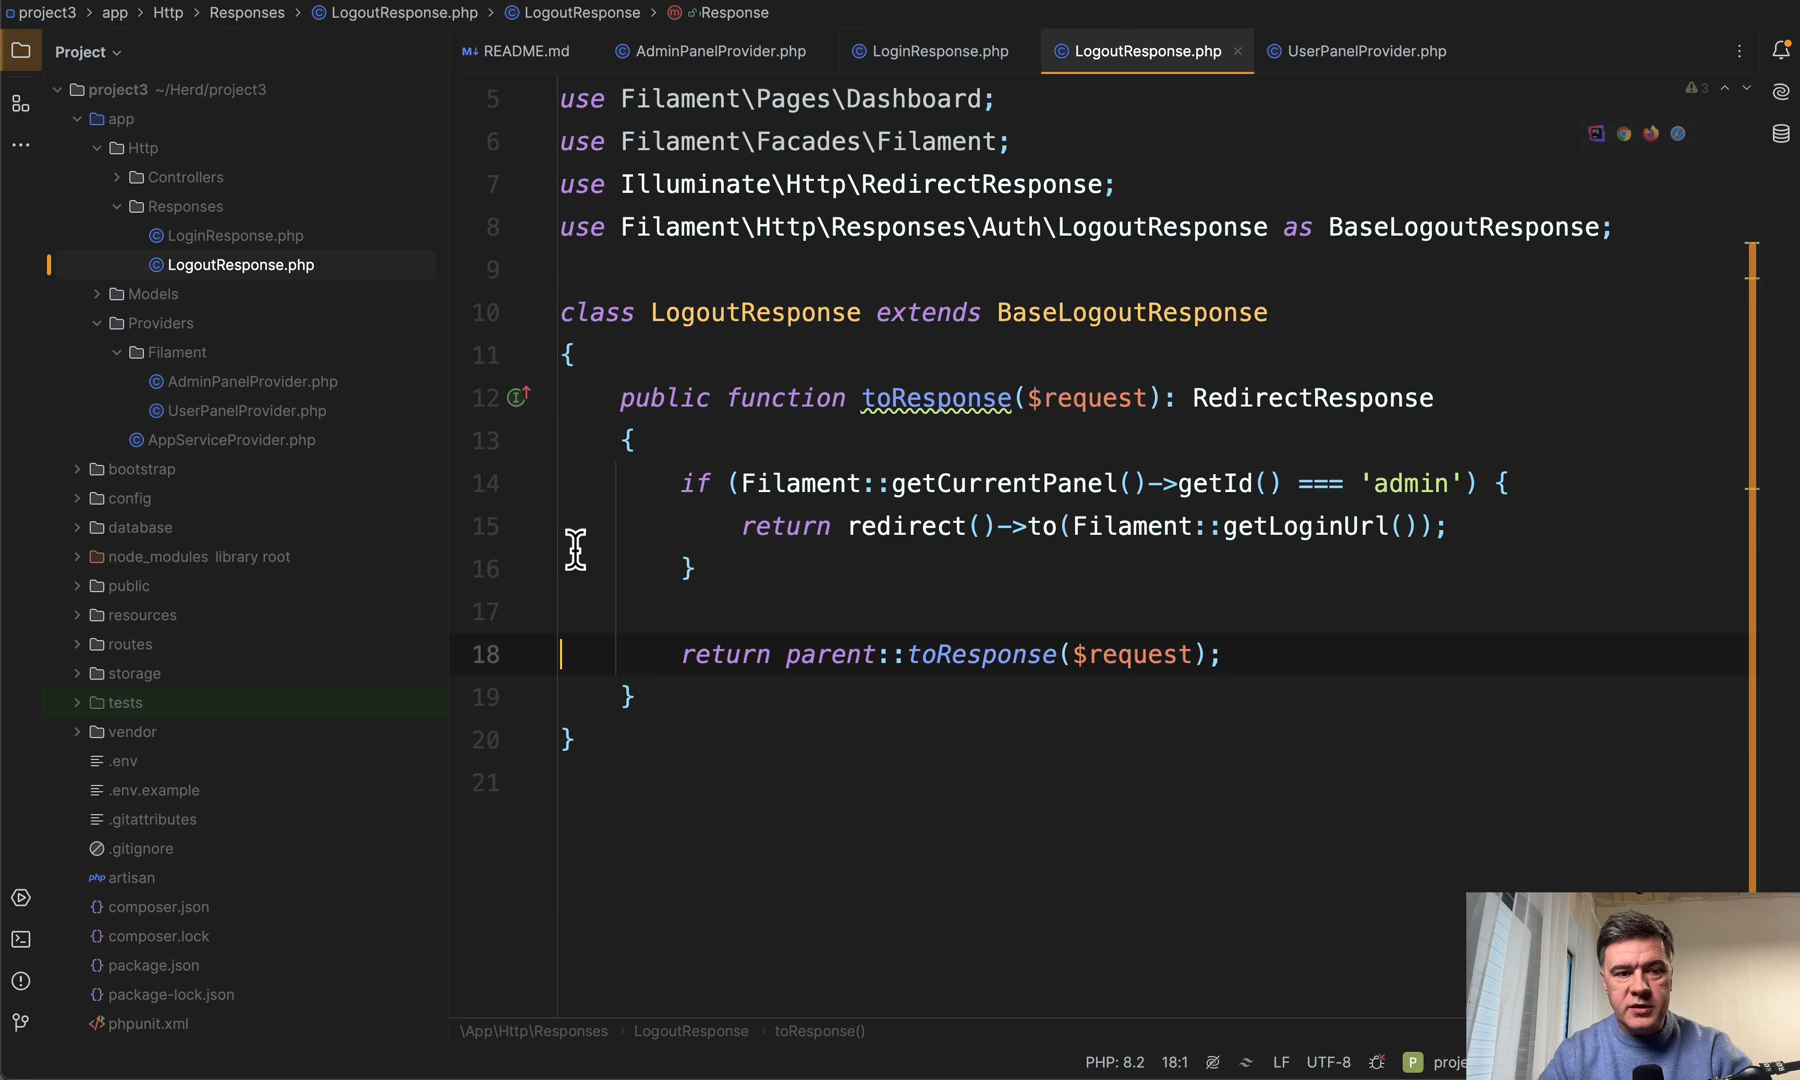 project3 > app > Http > Responses > LogoutResponse.php > LogoutResponse > toResponse
Project
README.md
AdminPanelProvider.php
LoginResponse.php
LogoutResponse.php
UserPanelProvider.php
project3 ~/Herd/project3
app
Http
Controllers
Responses
LoginResponse.php
LogoutResponse.php
Models
Providers
Filament
AdminPanelProvider.php
UserPanelProvider.php
AppServiceProvider.php
bootstrap
config
database
node_modules library root
public
resources
routes
storage
tests
vendor
.env
.env.example
.gitattributes
.gitignore
php artisan
composer.json
composer.lock
package.json
package-lock.json
phpunit.xml
3
5 use Filament\Pages\Dashboard;
6 use Filament\Facades\Filament;
7 use Illuminate\Http\RedirectResponse;
8 use Filament\Http\Responses\Auth\LogoutResponse as BaseLogoutResponse;
9
10 class LogoutResponse extends BaseLogoutResponse
11 {
12 public function toResponse($request): RedirectResponse
13 {
14 if (Filament::getCurrentPanel()->getId() === 'admin') {
15 return redirect()->to(Filament::getLoginUrl());
16 }
17
18 return parent::toResponse($request);
19 }
20 }
21
\App\Http\Responses > LogoutResponse > toResponse()
PHP: 8.2 18:1 LF UTF-8 P